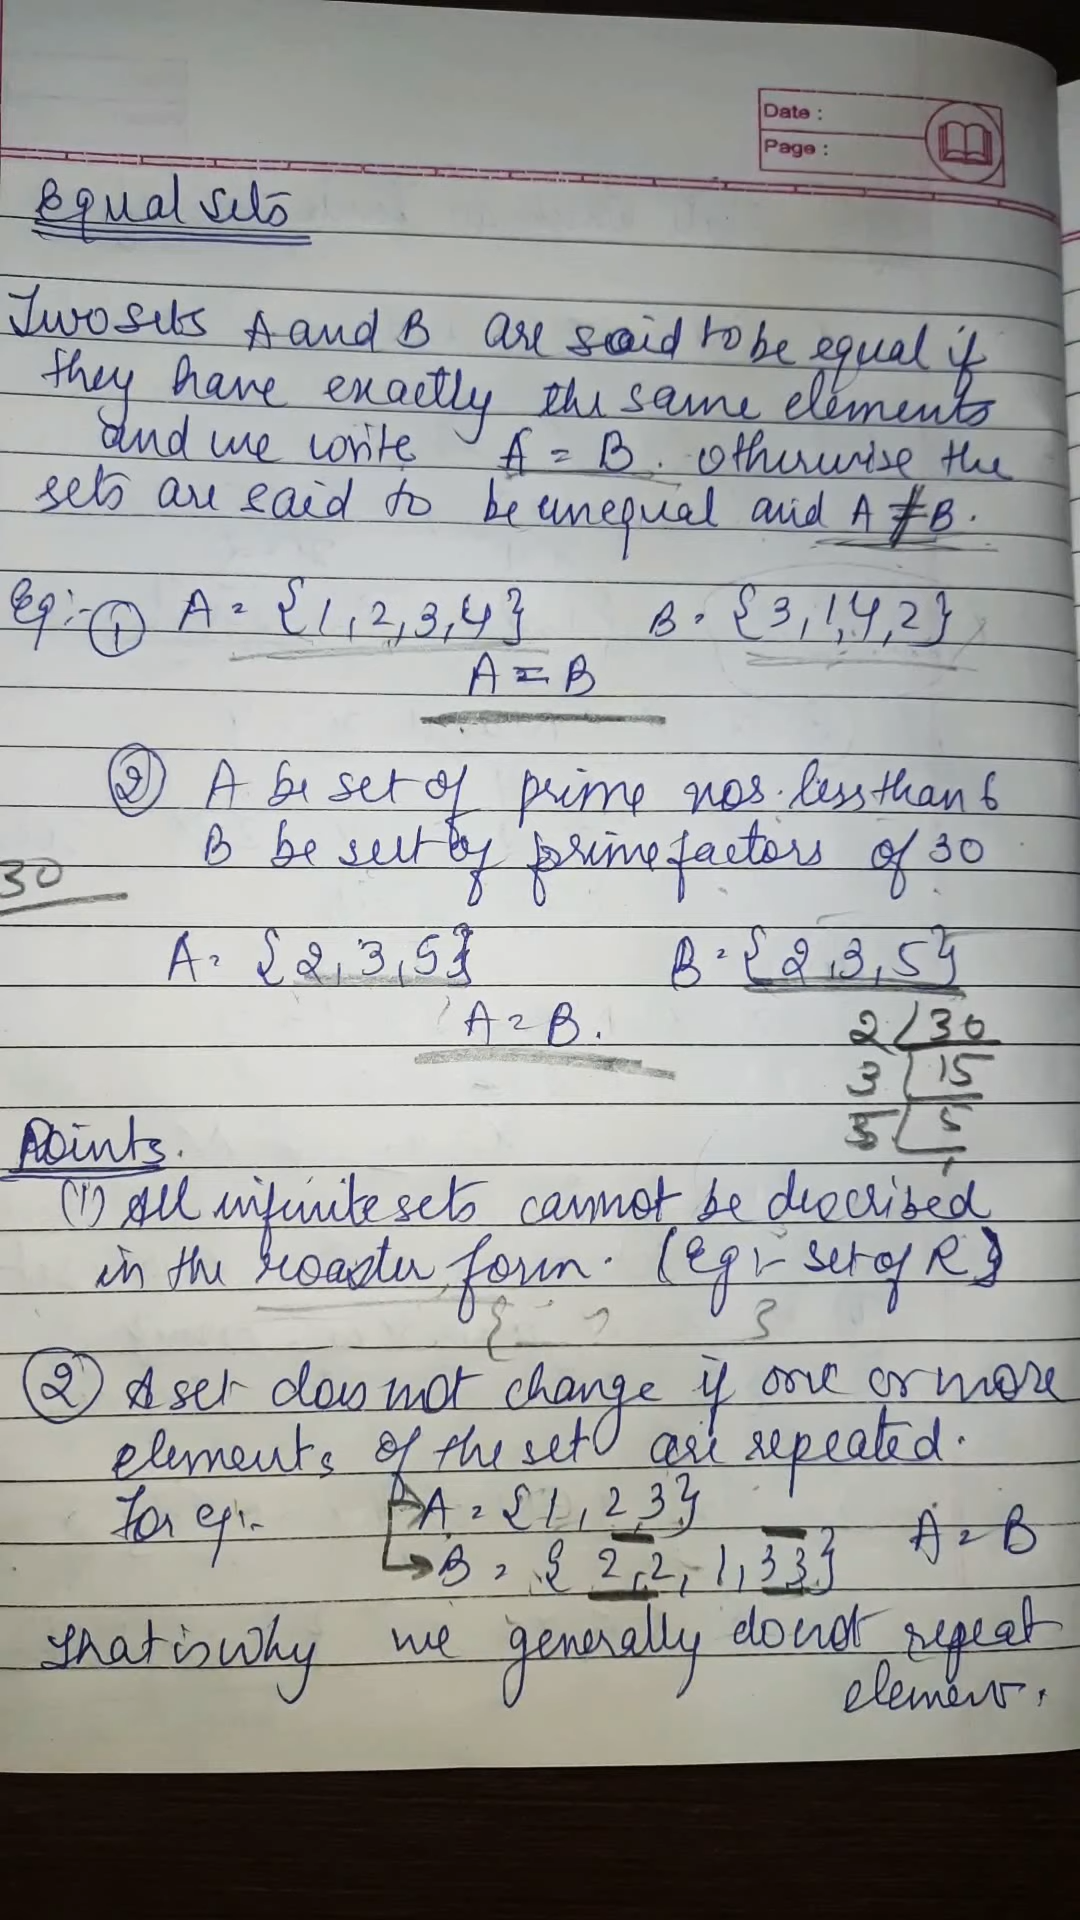 Date :
Page :
Equal sets
Two sets A and B are said to be equal if
they have exactly the same elements
and we write A = B. otherwise the
sets are said to be unequal and A ≠ B.
Eg:- ① A = {1, 2, 3, 4} B = {3, 1, 4, 2}
A = B
② A be set of prime nos. less than 6
B be set of prime factors of 30
30
A = {2, 3, 5} B = {2, 3, 5}
A = B.
2 | 30
3 | 15
5 | 5
1
Points.
(1) All infinite sets cannot be described
in the roaster form. (Eg:- set of R)
{ , }
② A set does not change if one or more
elements of the set are repeated.
For eg:- A = {1, 2, 3}
B = { 2, 2, 1, 3, 3} A = B
That is why we generally do not repeat
element.